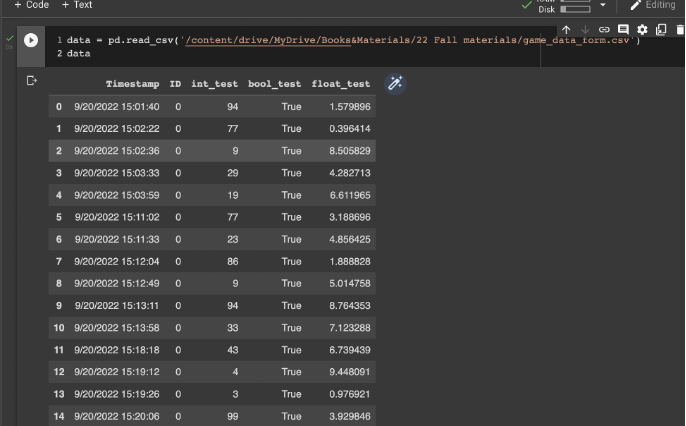 + Code + Text
Disk
Editing
1 data = pd.read_csv('/content/drive/MyDrive/Books&Materials/22 Fall materials/game_data_form.csv')
2 data
Timestamp ID int_test bool_test float_test
0 9/20/2022 15:01:40 0 94 True 1.579896
1 9/20/2022 15:02:22 0 77 True 0.396414
2 9/20/2022 15:02:36 0 9 True 8.505829
3 9/20/2022 15:03:33 0 29 True 4.282713
4 9/20/2022 15:03:59 0 19 True 6.611965
5 9/20/2022 15:11:02 0 77 True 3.188696
6 9/20/2022 15:11:33 0 23 True 4.856425
7 9/20/2022 15:12:04 0 86 True 1.888828
8 9/20/2022 15:12:49 0 9 True 5.014758
9 9/20/2022 15:13:11 0 94 True 8.764353
10 9/20/2022 15:13:58 0 33 True 7.123288
11 9/20/2022 15:18:18 0 43 True 6.739439
12 9/20/2022 15:19:12 0 4 True 9.448091
13 9/20/2022 15:19:26 0 3 True 0.976921
14 9/20/2022 15:20:06 0 99 True 3.929846